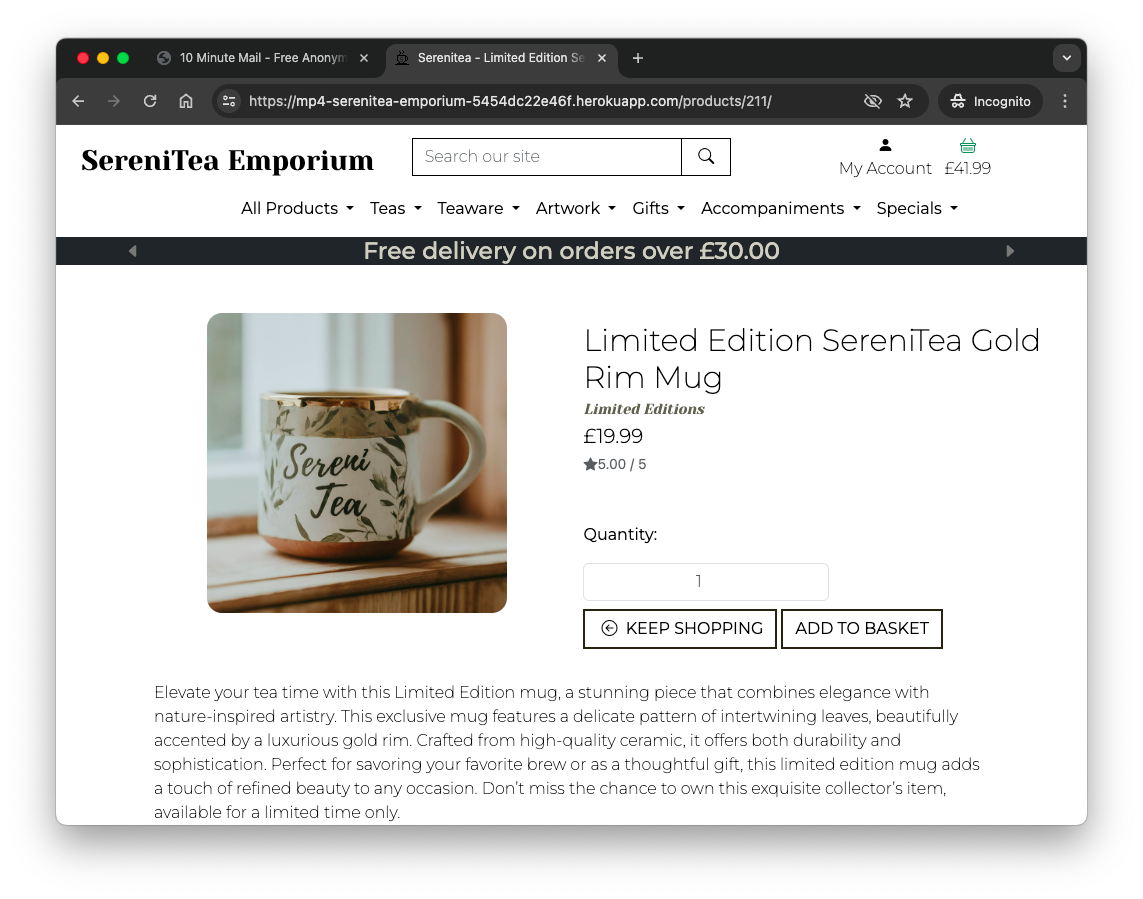 10 Minute Mail - Free Anonym
Serenitea - Limited Edition Se
https://mp4-serenitea-emporium-5454dc22e46f.herokuapp.com/products/211/
Incognito
SereniTea Emporium
Search our site
My Account
£41.99
All Products
Teas
Teaware
Artwork
Gifts
Accompaniments
Specials
Free delivery on orders over £30.00
Sereni
Tea
Limited Edition SereniTea Gold
Rim Mug
Limited Editions
£19.99
5.00 / 5
Quantity:
1
KEEP SHOPPING
ADD TO BASKET
Elevate your tea time with this Limited Edition mug, a stunning piece that combines elegance with
nature-inspired artistry. This exclusive mug features a delicate pattern of intertwining leaves, beautifully
accented by a luxurious gold rim. Crafted from high-quality ceramic, it offers both durability and
sophistication. Perfect for savoring your favorite brew or as a thoughtful gift, this limited edition mug adds
a touch of refined beauty to any occasion. Don’t miss the chance to own this exquisite collector’s item,
available for a limited time only.